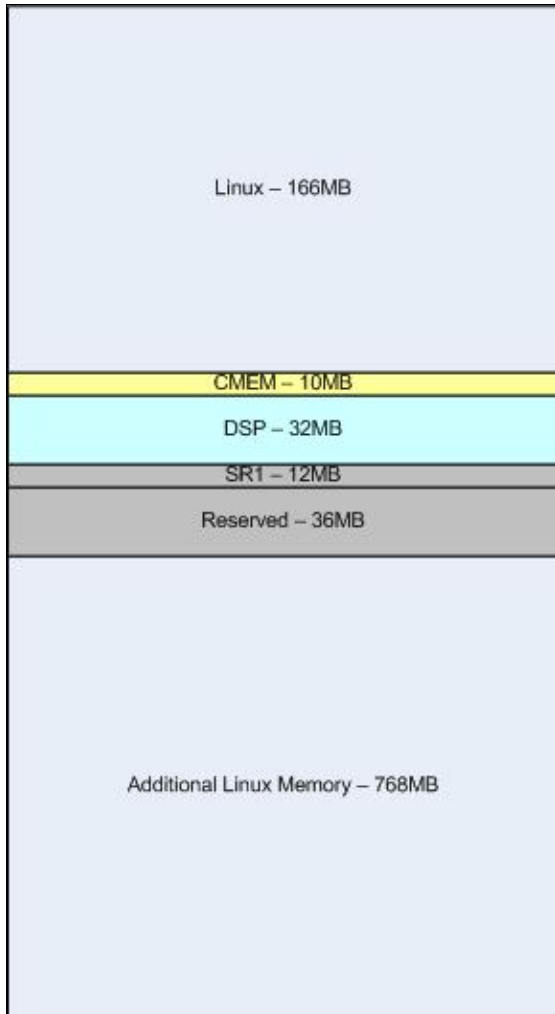 Linux – 166MB
CMEM – 10MB
DSP – 32MB
SR1 – 12MB
Reserved – 36MB
Additional Linux Memory – 768MB